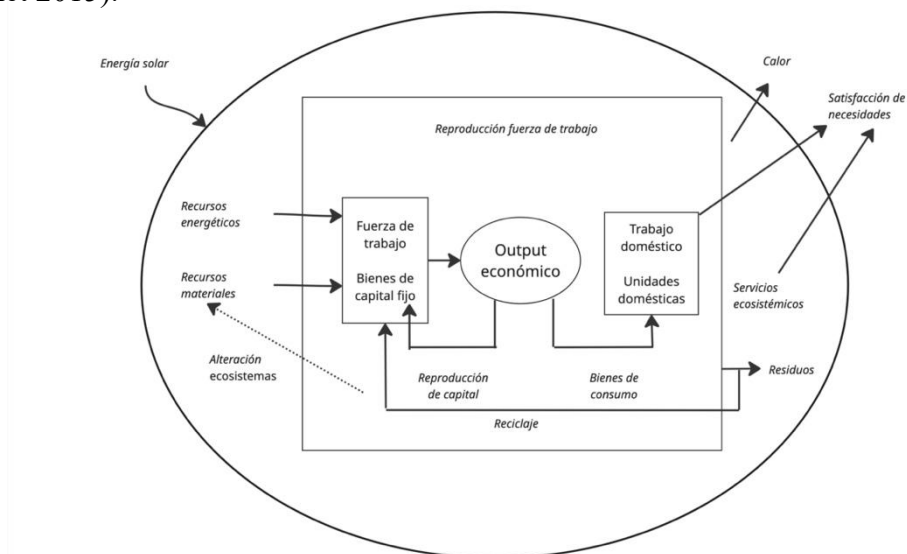 2015).
Energía solar
Calor
Satisfacción de
necesidades
Reproducción fuerza de trabajo
Recursos
energéticos
Fuerza de
trabajo
Bienes de
capital fijo
Output
económico
Trabajo
doméstico
Unidades
domésticas
Recursos
materiales
Servicios
ecosistémicos
Alteración
ecosistemas
Reproducción
de capital
Bienes de
consumo
Residuos
Reciclaje